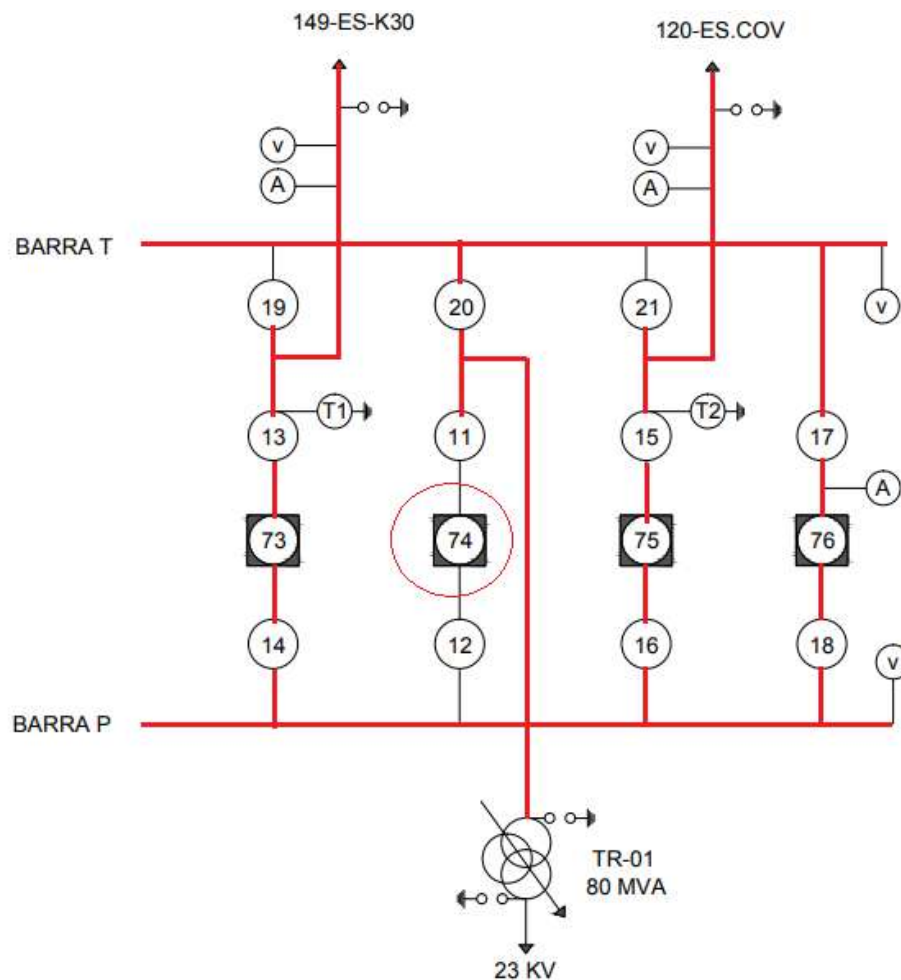 149-ES-K30
120-ES.COV
v
v
A
A
BARRA T
19
20
21
v
T1
T2
13
11
15
17
A
73
74
75
76
14
12
16
18
v
BARRA P
TR-01
80 MVA
23 KV